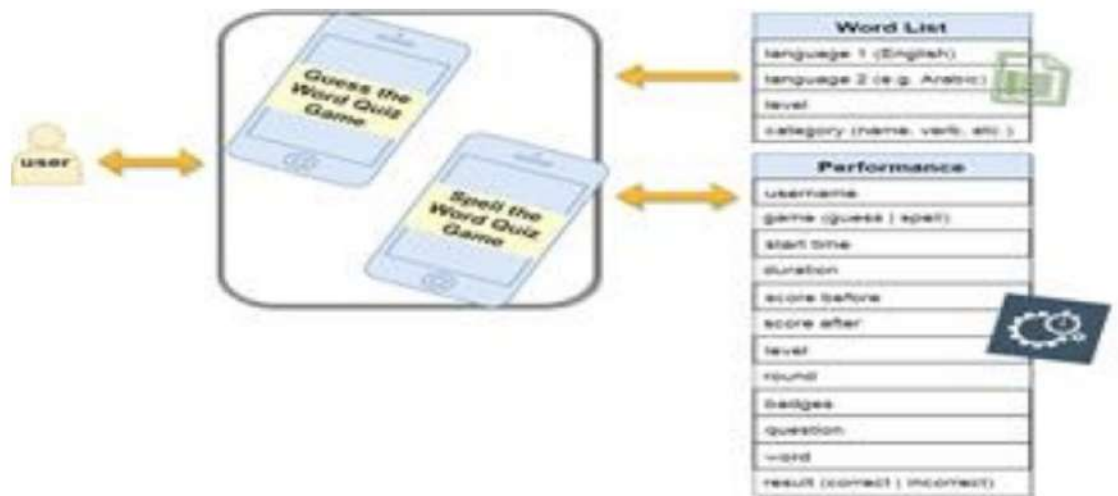 user
Guess the
Word Quiz
Game
Spell the
Word Quiz
Game
Word List
language 1 (English)
language 2 (e.g. Arabic)
level
category (name, verb, etc.)
Performance
username
game (guess | spell)
start time
duration
score before
score after
level
round
badges
question
word
result (correct | incorrect)